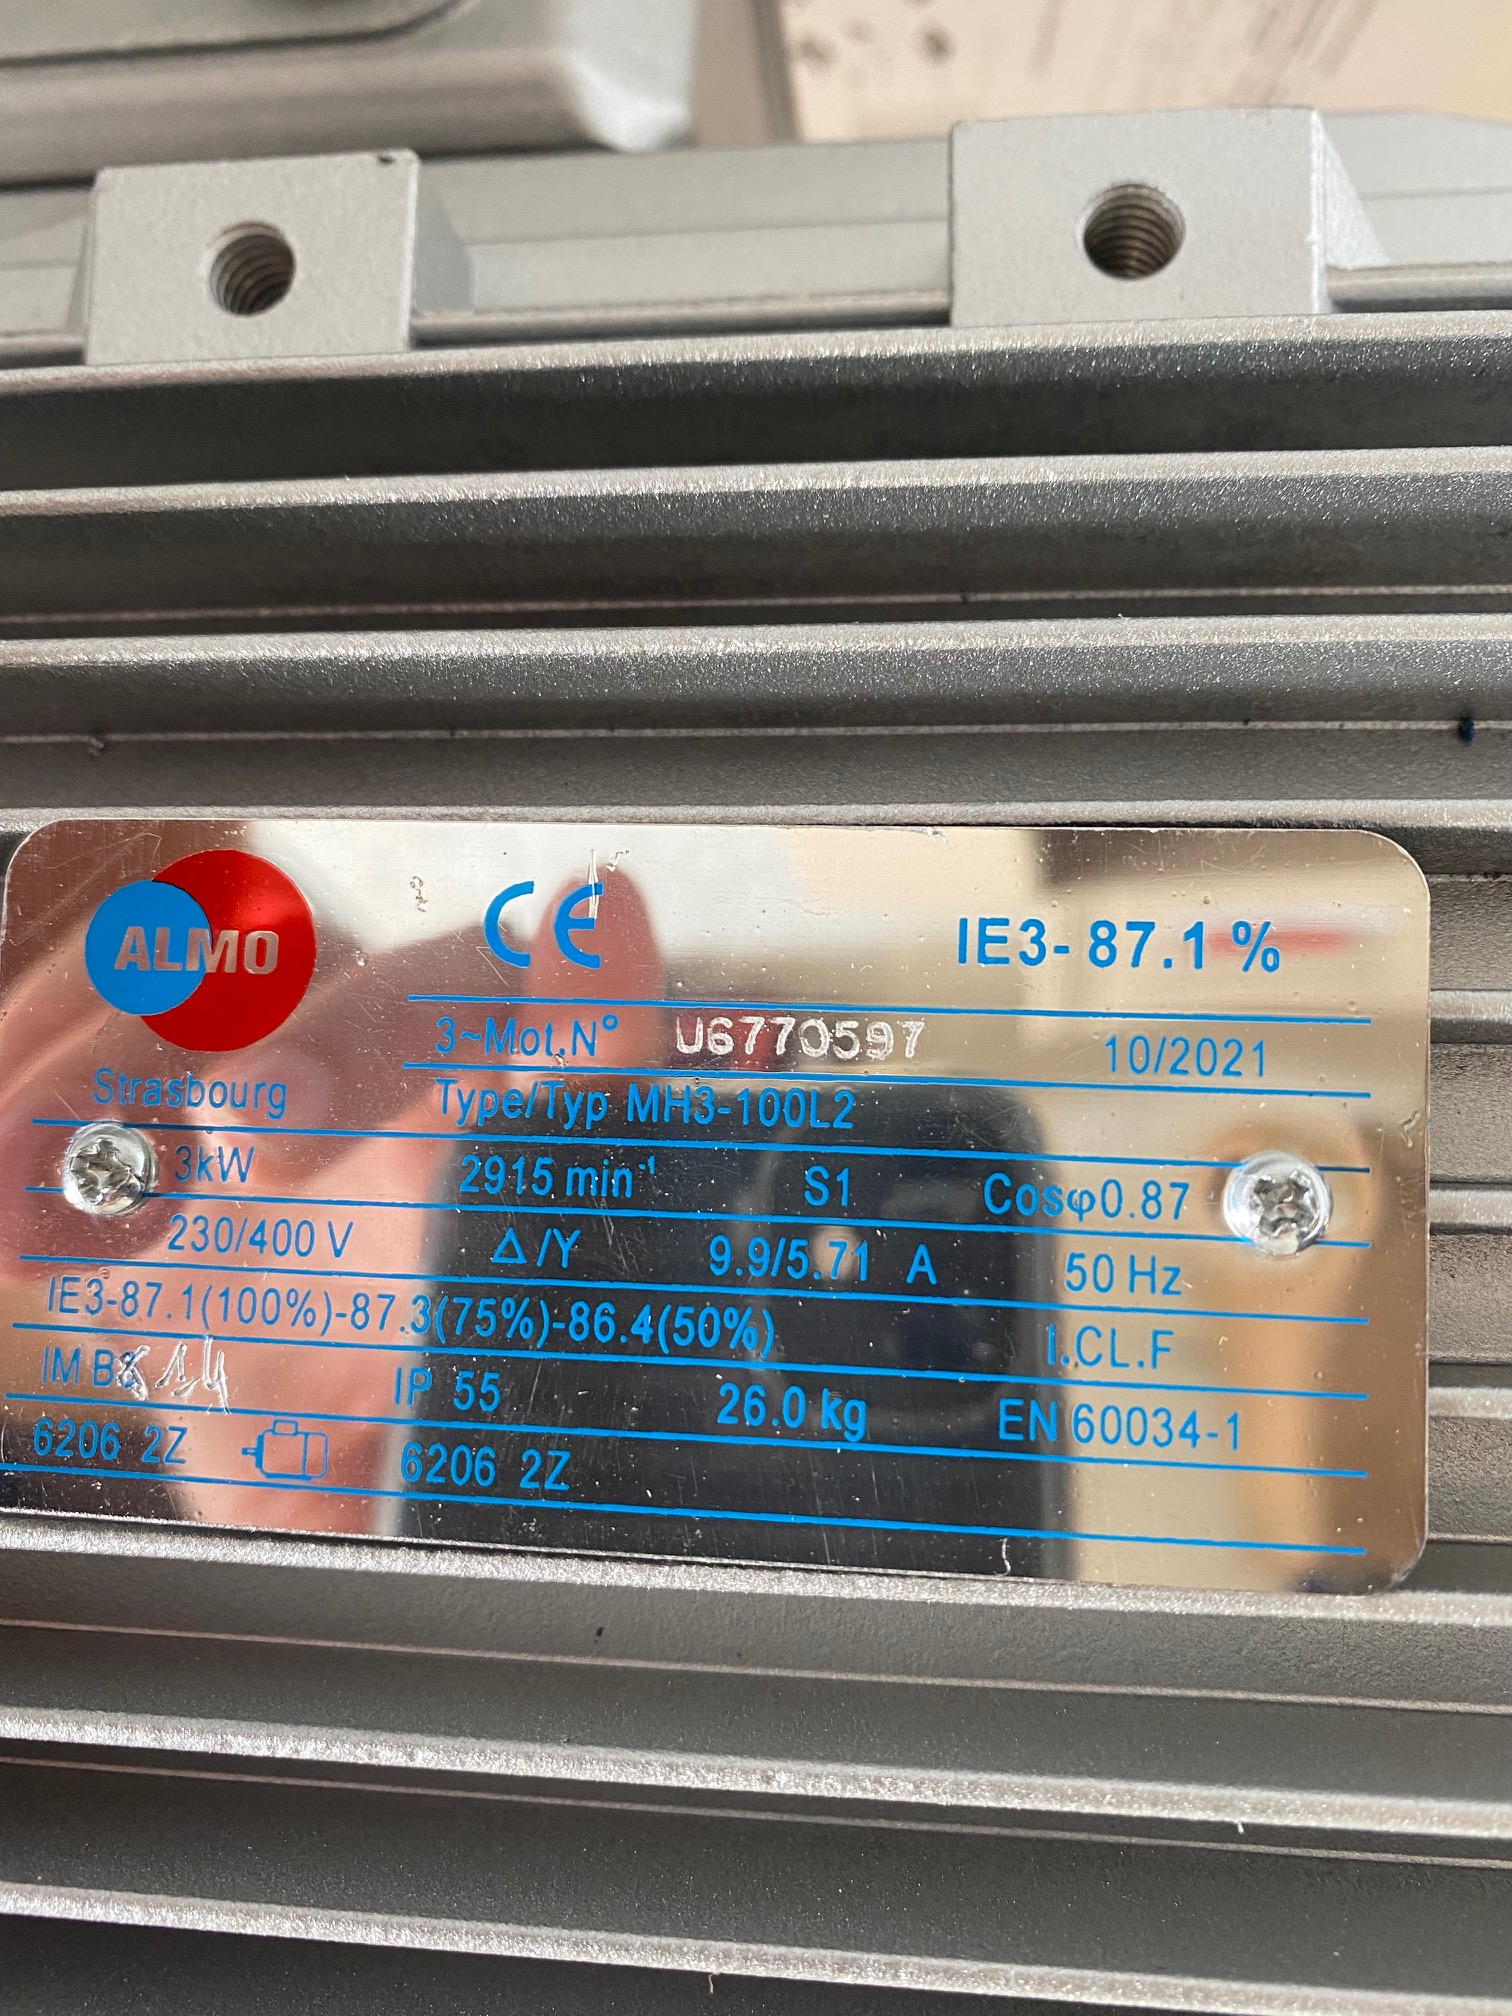 ALMO
CE
IE3-87.1 %
3~Mot.N° U6770597 10/2021
Strasbourg
Type/Typ MH3-100L2
3kW 2915 min-1 S1 Cosφ0.87
230/400 V Δ/Y 9.9/5.71 A 50 Hz
IE3-87.1(100%)-87.3(75%)-86.4(50%) I.CL.F
IM B 14 IP 55 26.0 kg EN 60034-1
6206 2Z 6206 2Z